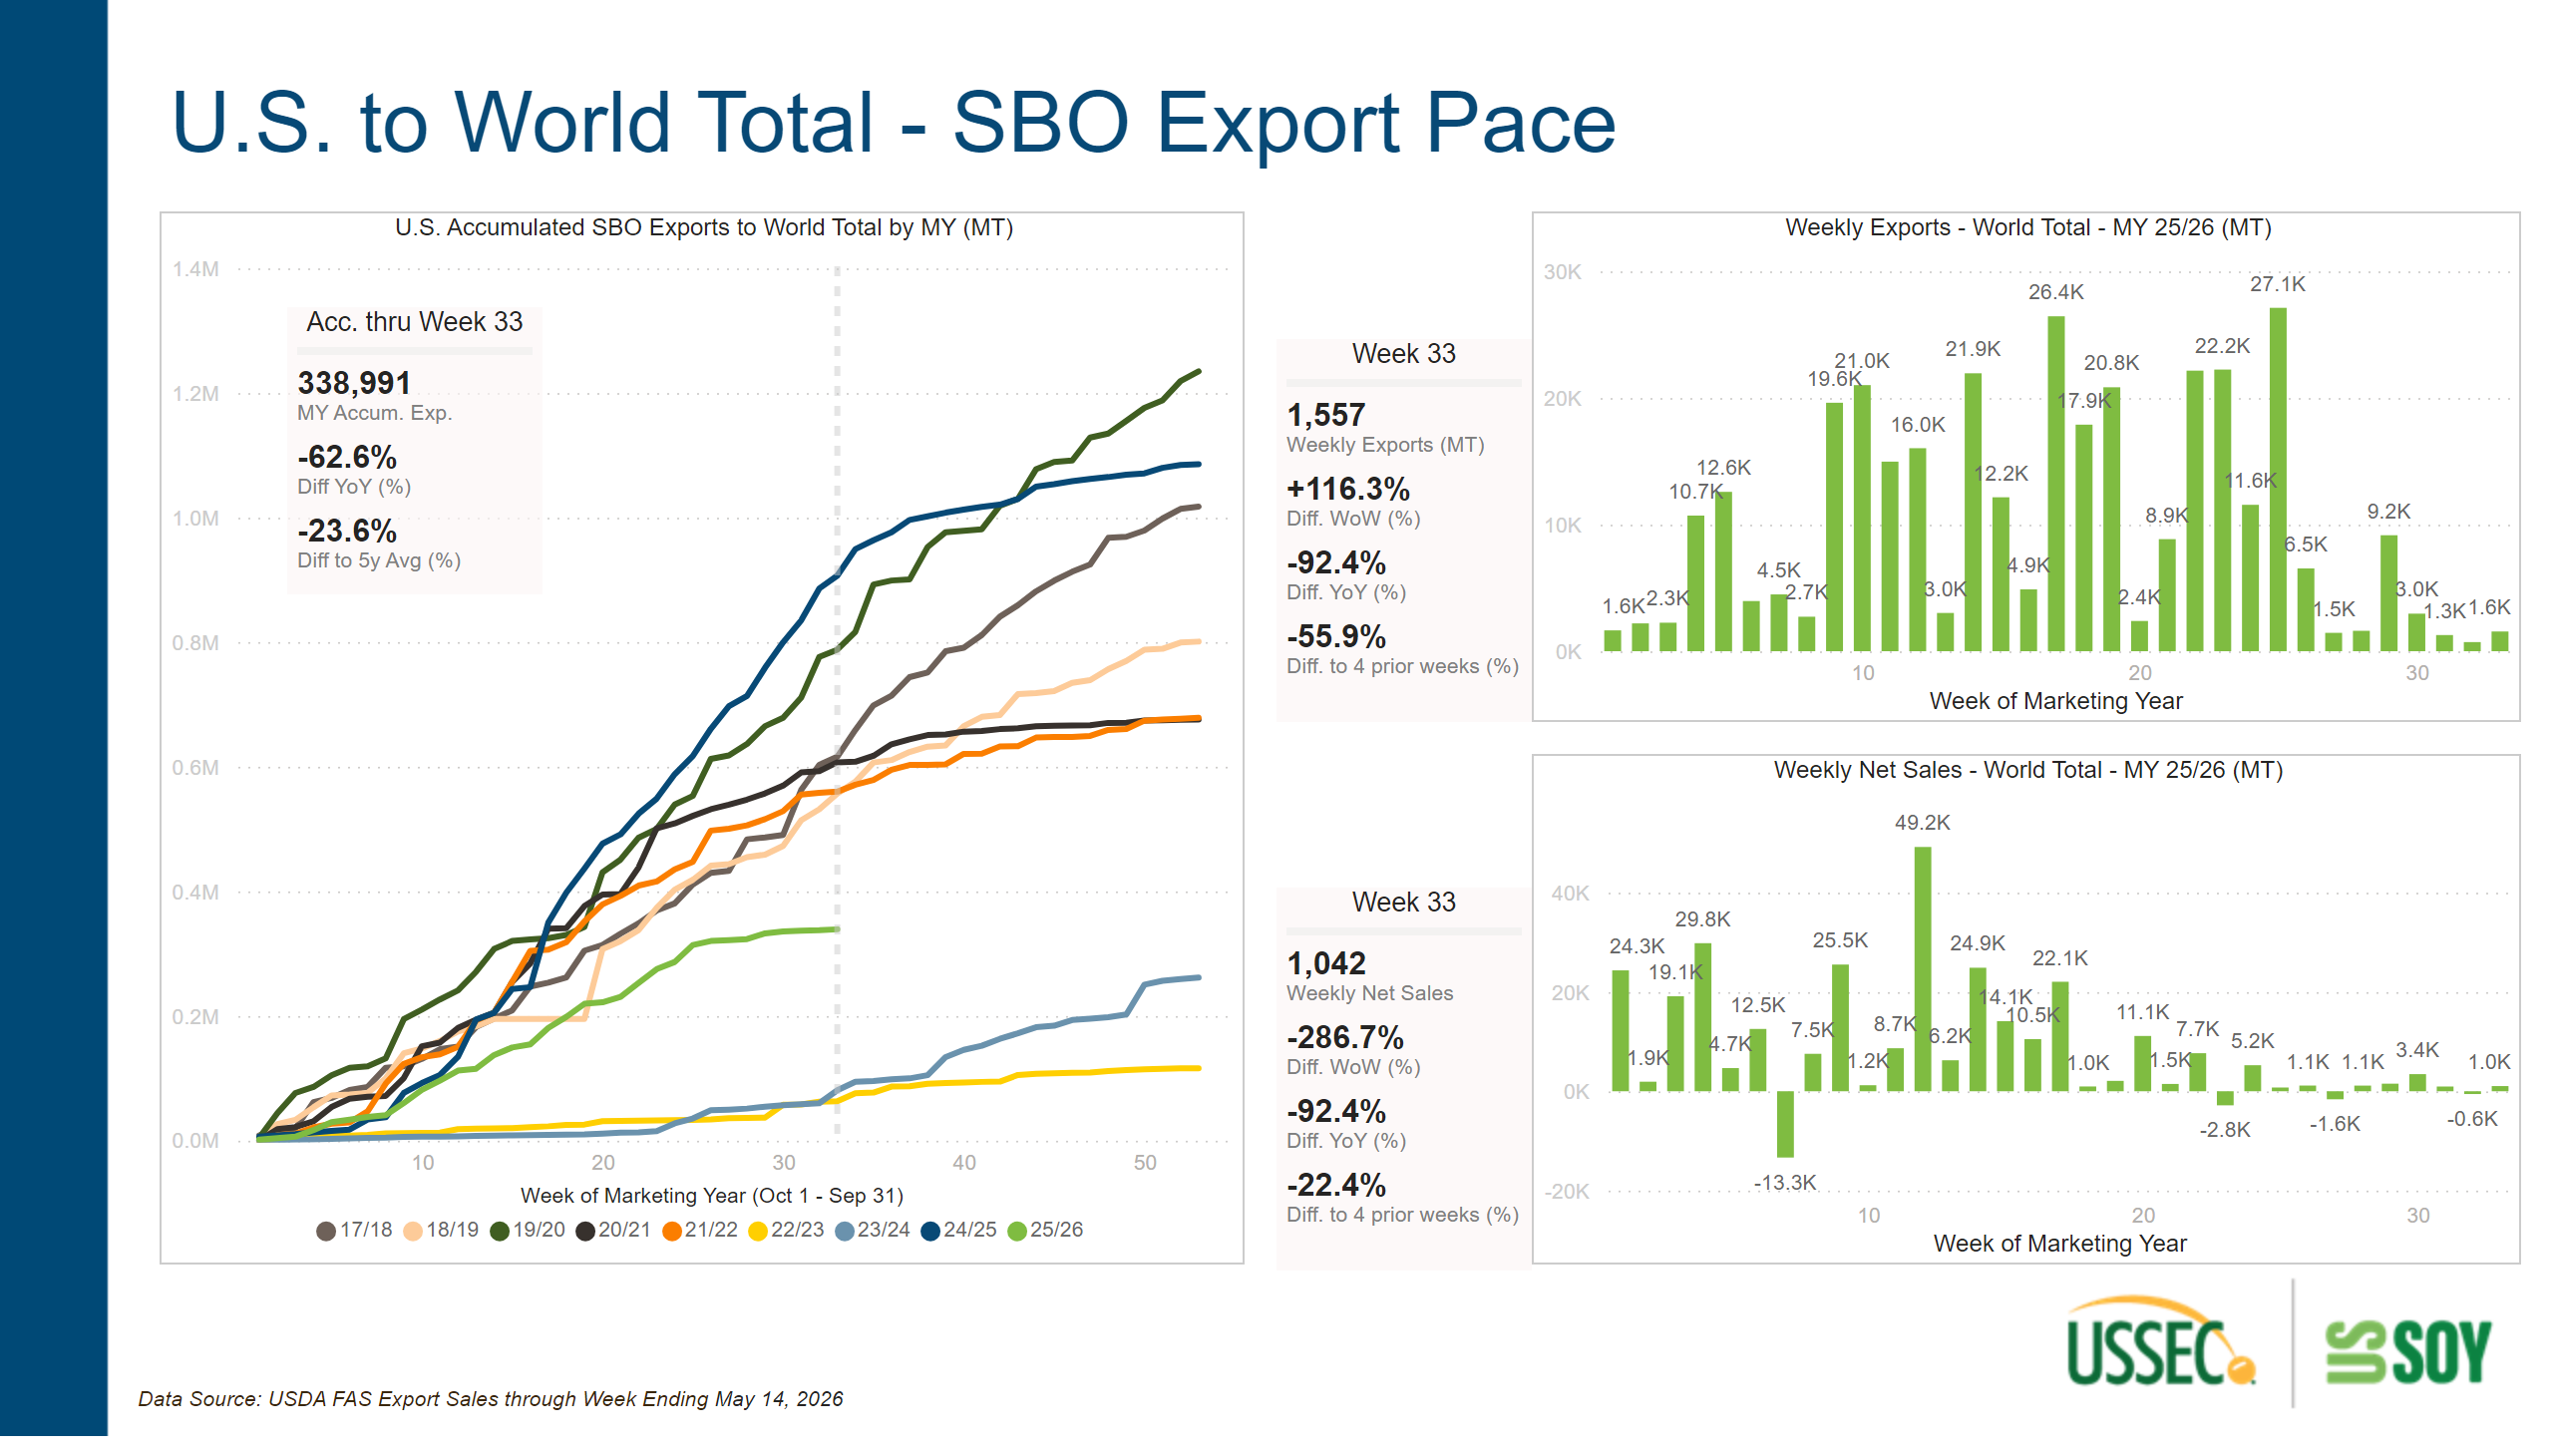 U.S. to World Total - SBO Export Pace
U.S. Accumulated SBO Exports to World Total by MY (MT)
1.4M
1.2M
1.0M
0.8M
0.6M
0.4M
0.2M
0.0M
Acc. thru Week 33
338,991
MY Accum. Exp.
-62.6%
Diff YoY (%)
-23.6%
Diff to 5y Avg (%)
10 20 30 40 50
Week of Marketing Year (Oct 1 - Sep 31)
17/18 18/19 19/20 20/21 21/22 22/23 23/24 24/25 25/26
Week 33
1,557
Weekly Exports (MT)
+116.3%
Diff. WoW (%)
-92.4%
Diff. YoY (%)
-55.9%
Diff. to 4 prior weeks (%)
Weekly Exports - World Total - MY 25/26 (MT)
30K
20K
10K
0K
1.6K 2.3K 10.7K 12.6K 4.5K 2.7K 19.6K 21.0K 16.0K 3.0K 21.9K 12.2K 4.9K 26.4K 17.9K 20.8K 2.4K 8.9K 22.2K 11.6K 27.1K 6.5K 1.5K 9.2K 3.0K 1.3K 1.6K
10 20 30
Week of Marketing Year
Week 33
1,042
Weekly Net Sales
-286.7%
Diff. WoW (%)
-92.4%
Diff. YoY (%)
-22.4%
Diff. to 4 prior weeks (%)
Weekly Net Sales - World Total - MY 25/26 (MT)
40K
20K
0K
-20K
24.3K 1.9K 19.1K 29.8K 4.7K 12.5K -13.3K 7.5K 25.5K 1.2K 8.7K 49.2K 6.2K 24.9K 14.1K 10.5K 22.1K 1.0K 11.1K 1.5K 7.7K -2.8K 5.2K 1.1K -1.6K 1.1K 3.4K -0.6K 1.0K
10 20 30
Week of Marketing Year
USSEC
US SOY
Data Source: USDA FAS Export Sales through Week Ending May 14, 2026